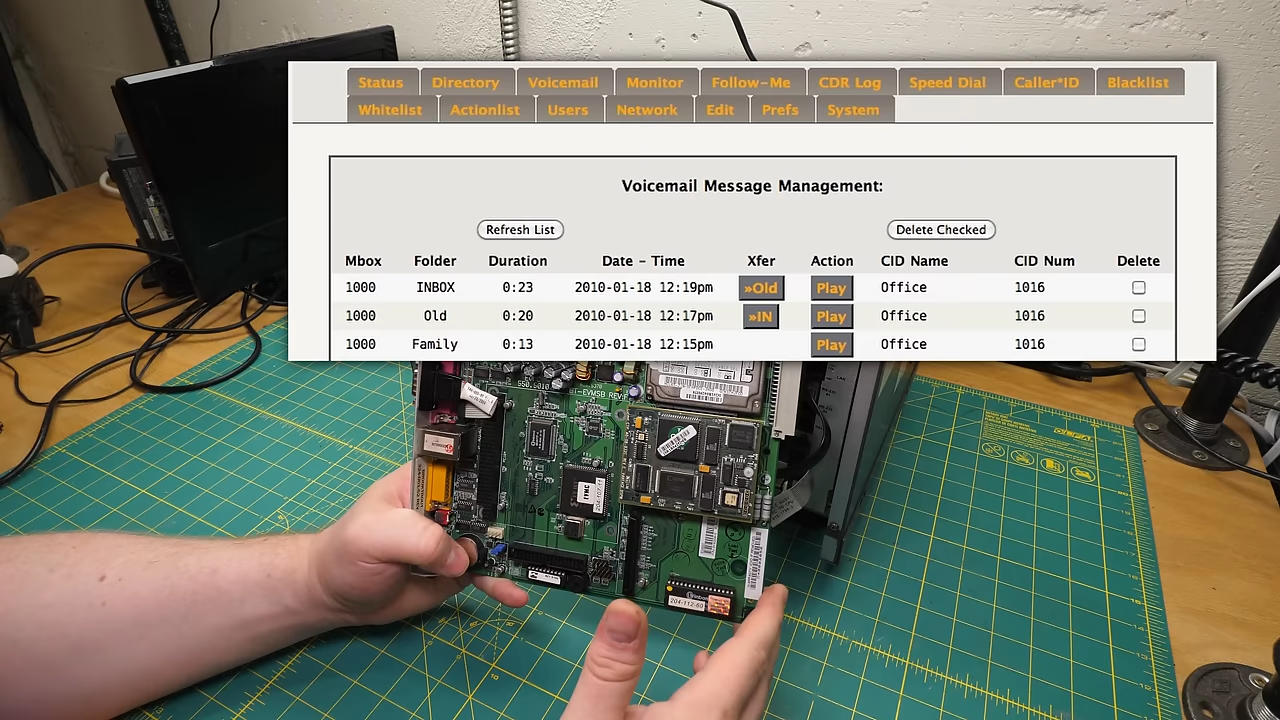 Status Directory Voicemail Monitor Follow-Me CDR Log Speed Dial Caller*ID Blacklist
Whitelist Actionlist Users Network Edit Prefs System
Voicemail Message Management:
Refresh List Delete Checked
Mbox Folder Duration Date - Time Xfer Action CID Name CID Num Delete
1000 INBOX 0:23 2010-01-18 12:19pm »Old Play Office 1016
1000 Old 0:20 2010-01-18 12:17pm »IN Play Office 1016
1000 Family 0:13 2010-01-18 12:15pm Play Office 1016
ITMC
204-112-60